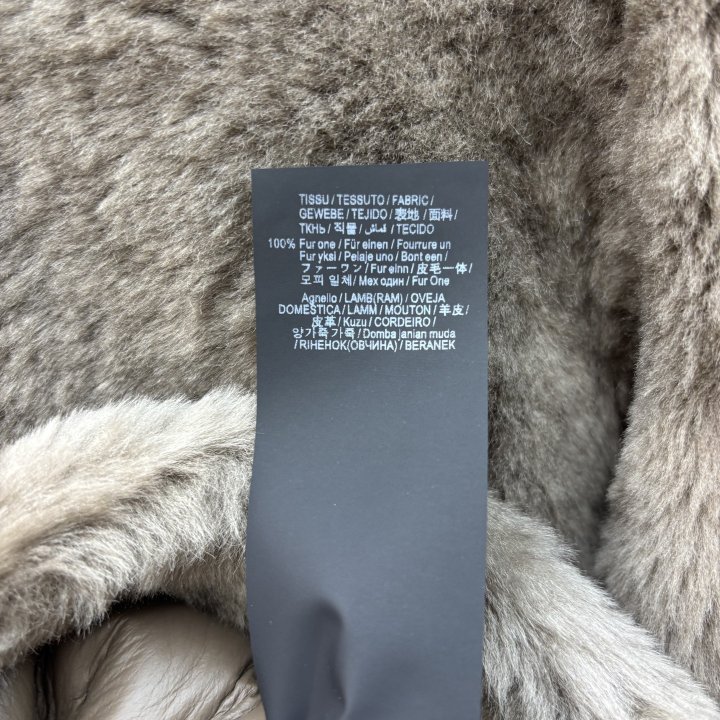 TISSU / TESSUTO / FABRIC /
GEWEBE / TEJIDO / 表地 / 面料 /
ТКНЬ / 직물 / قماش / TECIDO
100% Fur one / Für einen / Fourrure un
Fur yksi / Pelaje uno / Bont een /
ファーワン / Fur einn / 皮毛一体 /
모피 일체 / Мех один / Fur One
Agnello / LAMB(RAM) / OVEJA
DOMESTICA / LAMM / MOUTON / 羊皮 /
皮革 / Kuzu / CORDEIRO /
양가죽가죽 / Domba janian muda
/ RIHEHOK(ОВЧИНА) / BERANEK